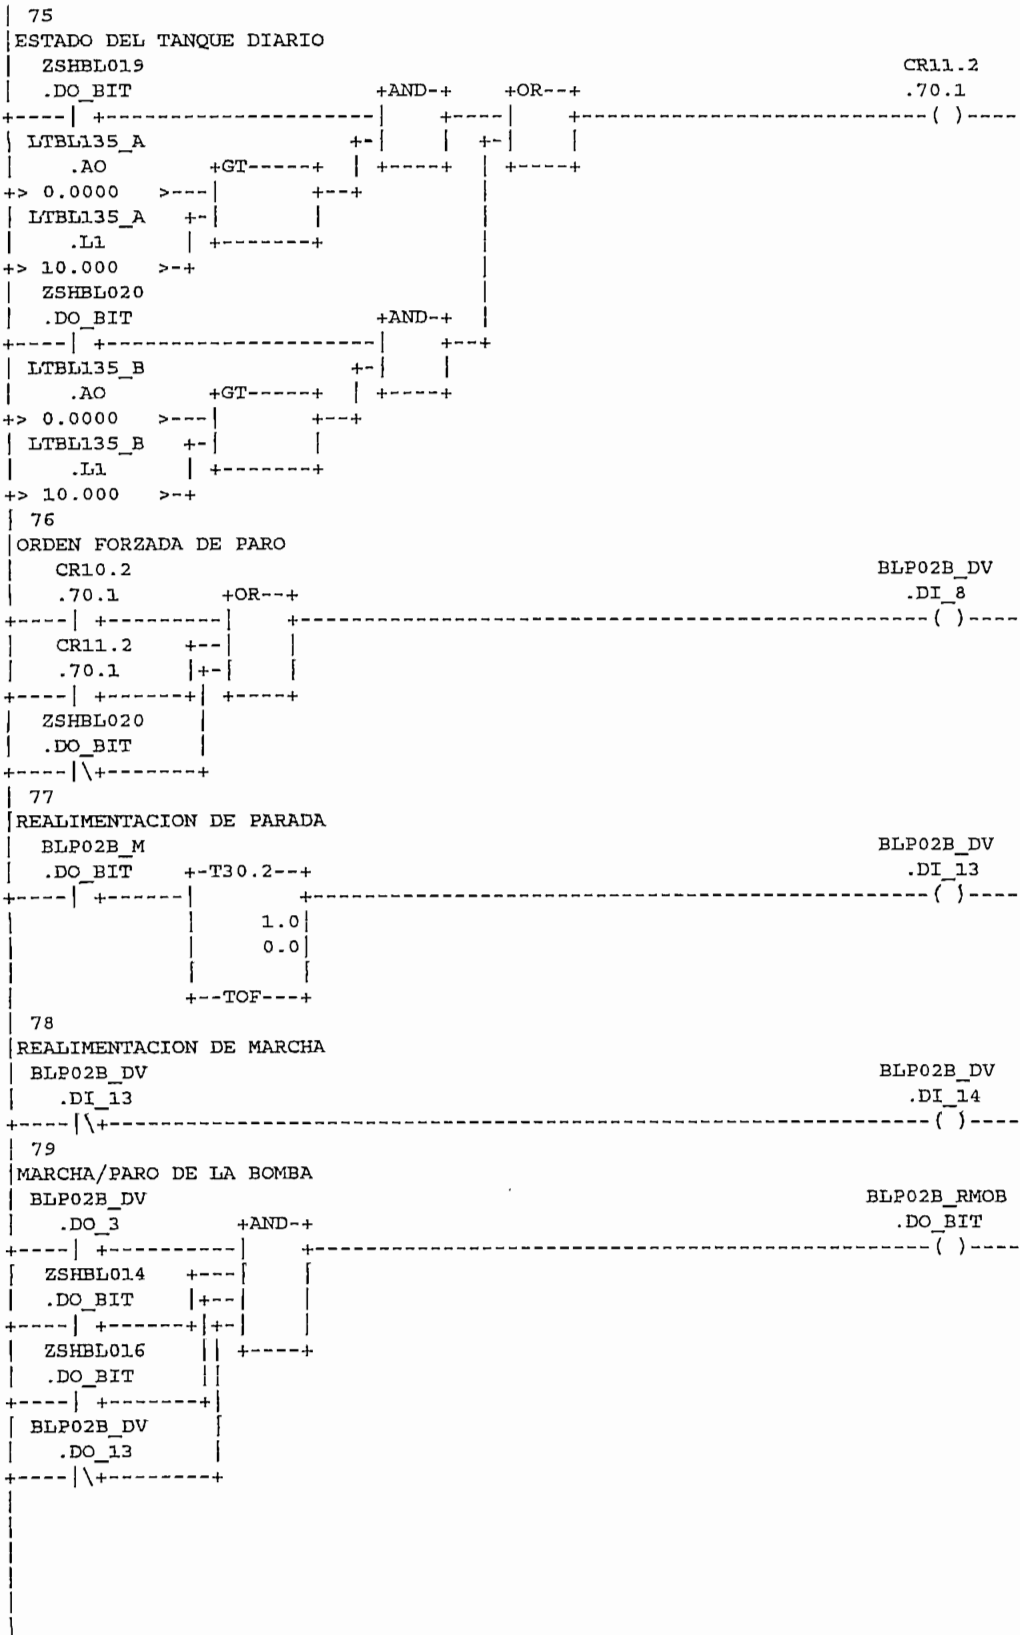 75
ESTADO DEL TANQUE DIARIO
ZSHBL019 CR11.2
.DO_BIT +AND-+ +OR--+ .70.1
LTBL135_A
.AO +GT------+
+> 0.0000 >---|
LTBL135_A
.L1
+> 10.000 >-+
ZSHBL020
.DO_BIT +AND-+
LTBL135_B
.AO +GT------+
+> 0.0000 >---|
LTBL135_B
.L1
+> 10.000 >--+
76
ORDEN FORZADA DE PARO
CR10.2 BLP02B_DV
.70.1 +OR--+ .DI_8
CR11.2
.70.1
ZSHBL020
.DO_BIT
77
REALIMENTACION DE PARADA
BLP02B_M BLP02B_DV
.DO_BIT +-T30.2--+ .DI_13
1.0
0.0
+--TOF---+
78
REALIMENTACION DE MARCHA
BLP02B_DV BLP02B_DV
.DI_13 .DI_14
79
MARCHA/PARO DE LA BOMBA
BLP02B_DV BLP02B_RMOB
.DO_3 +AND-+ .DO_BIT
ZSHBL014
.DO_BIT
ZSHBL016
.DO_BIT
BLP02B_DV
.DO_13